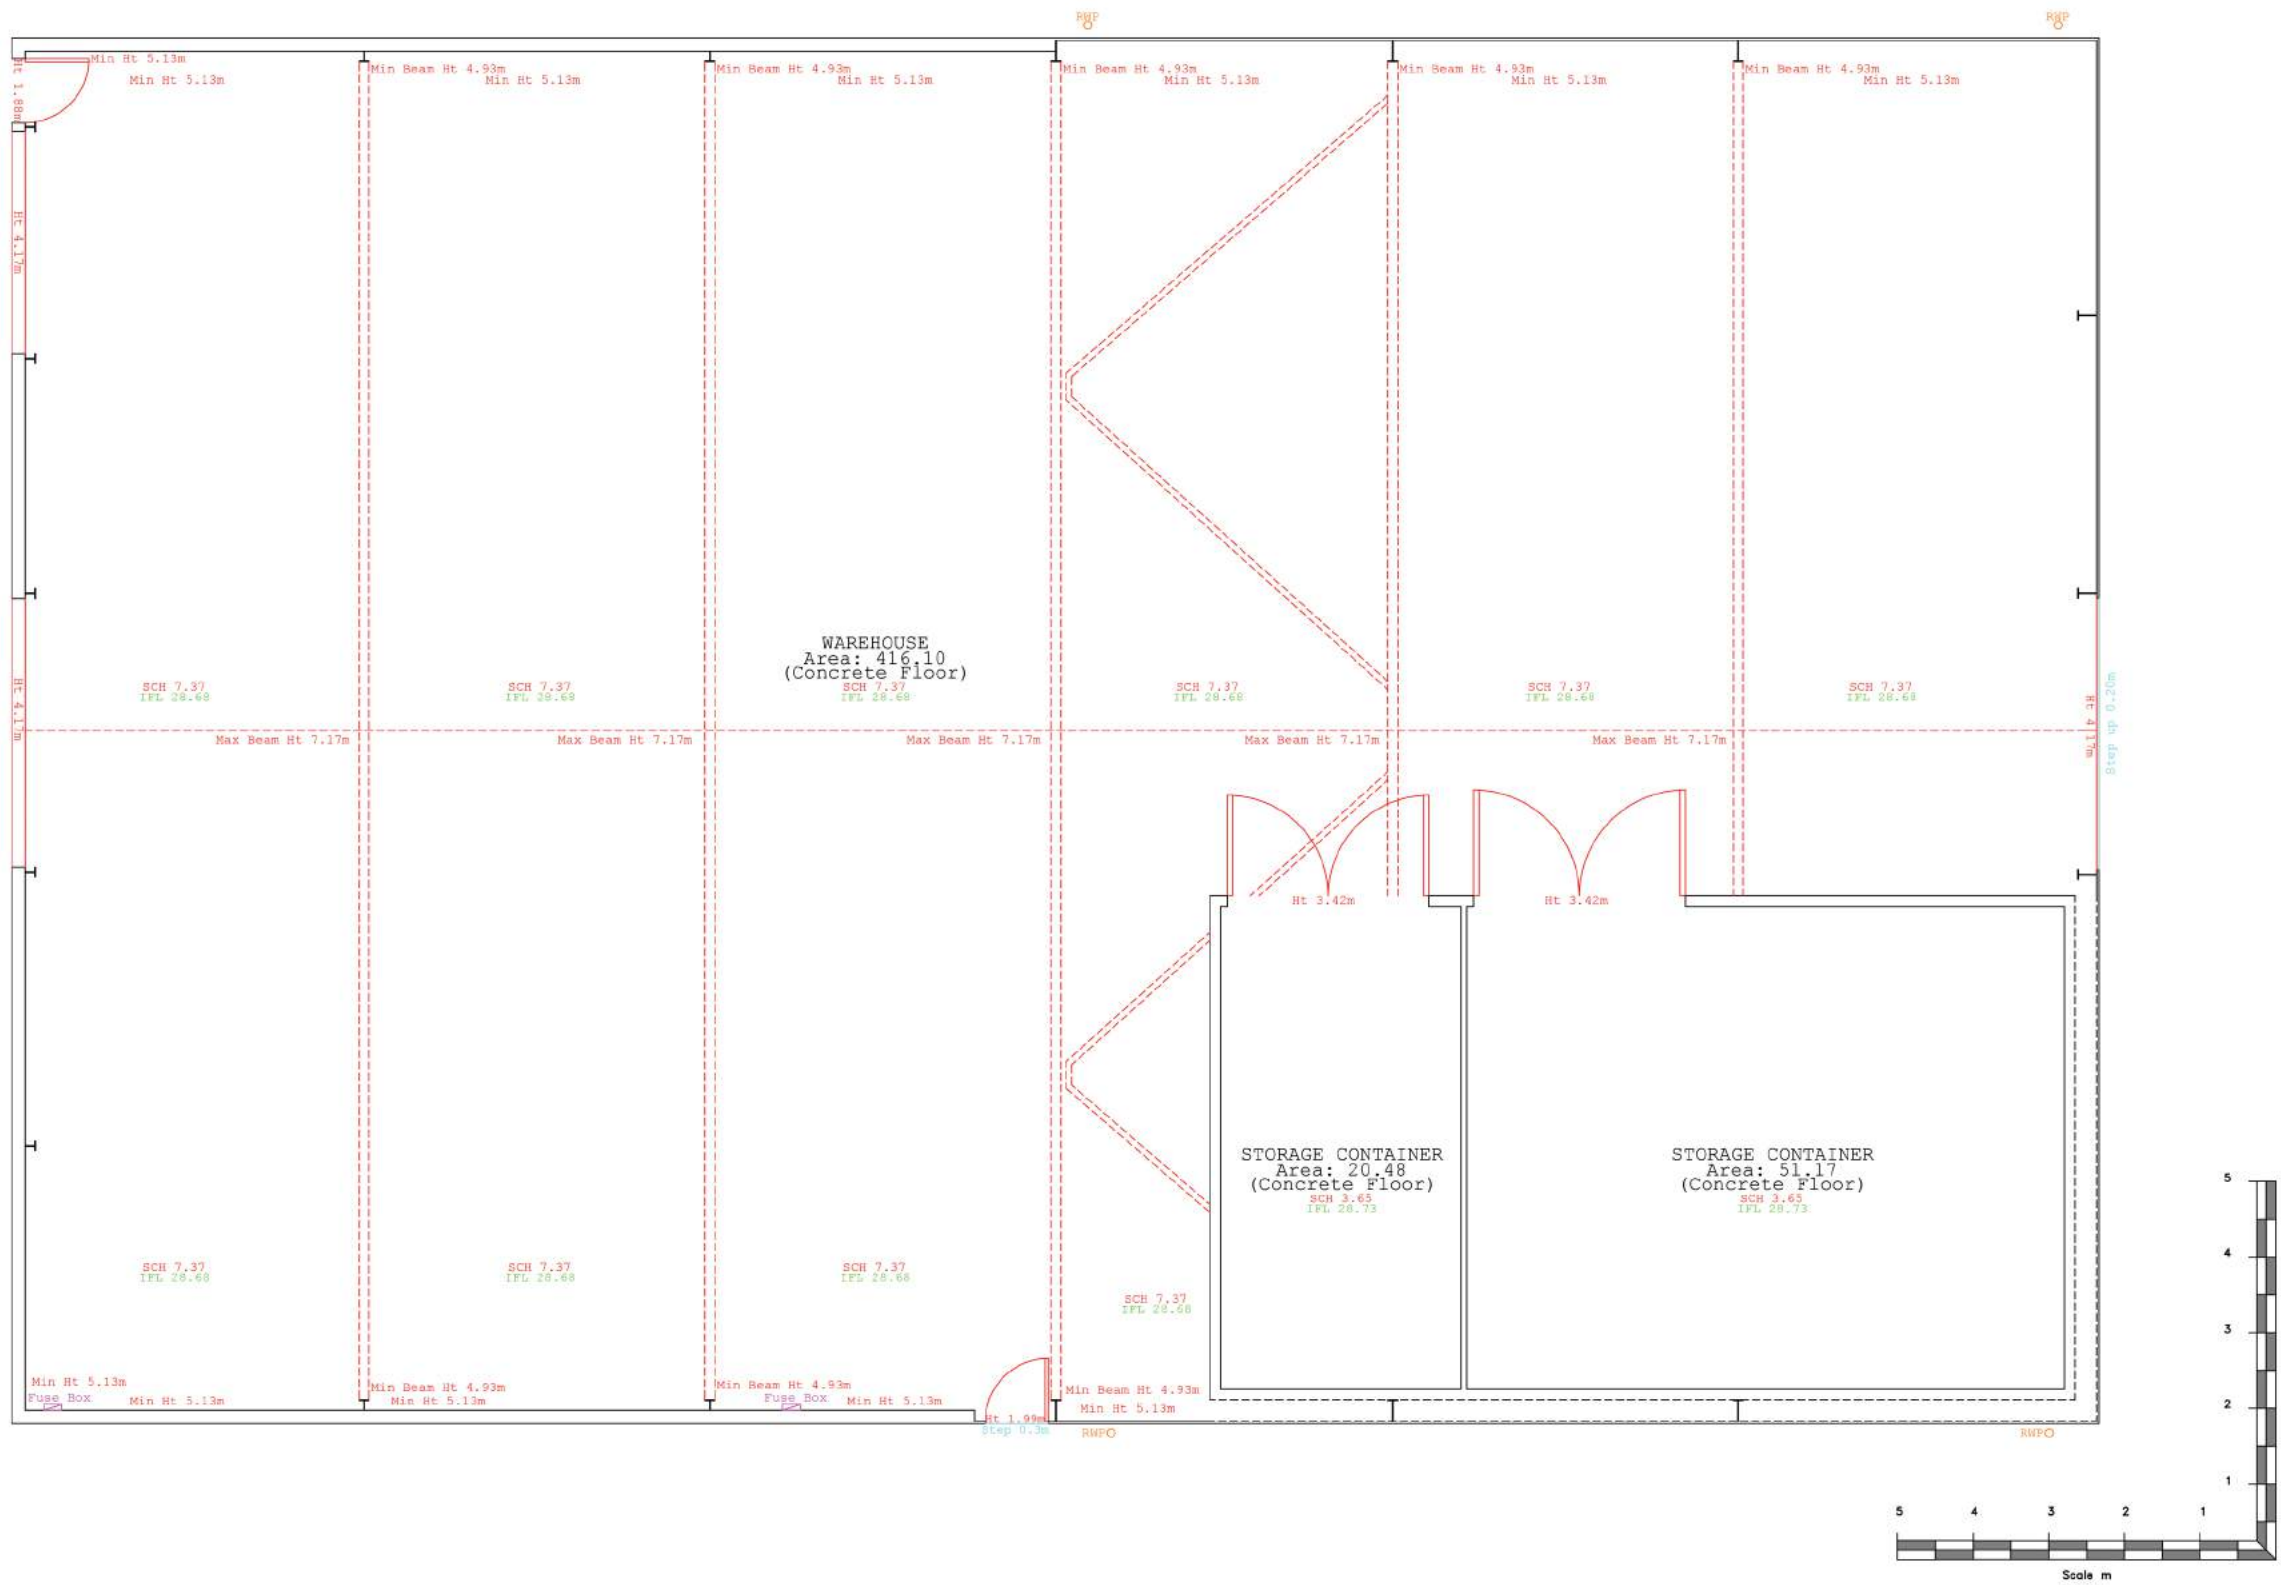 RWP
RWP
Min Ht 5.13m
Min Ht 5.13m
Min Beam Ht 4.93m
Min Ht 5.13m
Min Beam Ht 4.93m
Min Ht 5.13m
Min Beam Ht 4.93m
Min Ht 5.13m
Min Beam Ht 4.93m
Min Ht 5.13m
Min Beam Ht 4.93m
Min Ht 5.13m
Ht 1.88m
Ht 4.17m
WAREHOUSE
Area: 416.10
(Concrete Floor)
SCH 7.37
IFL 28.68
SCH 7.37
IFL 28.68
SCH 7.37
IFL 28.68
SCH 7.37
IFL 28.68
SCH 7.37
IFL 28.68
SCH 7.37
IFL 28.68
Ht 4.17m
Max Beam Ht 7.17m
Max Beam Ht 7.17m
Max Beam Ht 7.17m
Max Beam Ht 7.17m
Max Beam Ht 7.17m
Ht 4.17m
Step up 0.20m
Ht 3.42m
Ht 3.42m
STORAGE CONTAINER
Area: 20.48
(Concrete Floor)
SCH 3.65
IFL 28.73
STORAGE CONTAINER
Area: 51.17
(Concrete Floor)
SCH 3.65
IFL 28.73
SCH 7.37
IFL 28.68
SCH 7.37
IFL 28.68
SCH 7.37
IFL 28.68
SCH 7.37
IFL 28.68
Min Ht 5.13m
Fuse Box
Min Ht 5.13m
Min Beam Ht 4.93m
Min Ht 5.13m
Min Beam Ht 4.93m
Fuse Box
Min Ht 5.13m
Min Beam Ht 4.93m
Min Ht 5.13m
Ht 1.99m
Step 0.3m
RWP
RWP
5
4
3
2
1
5 4 3 2 1
Scale m